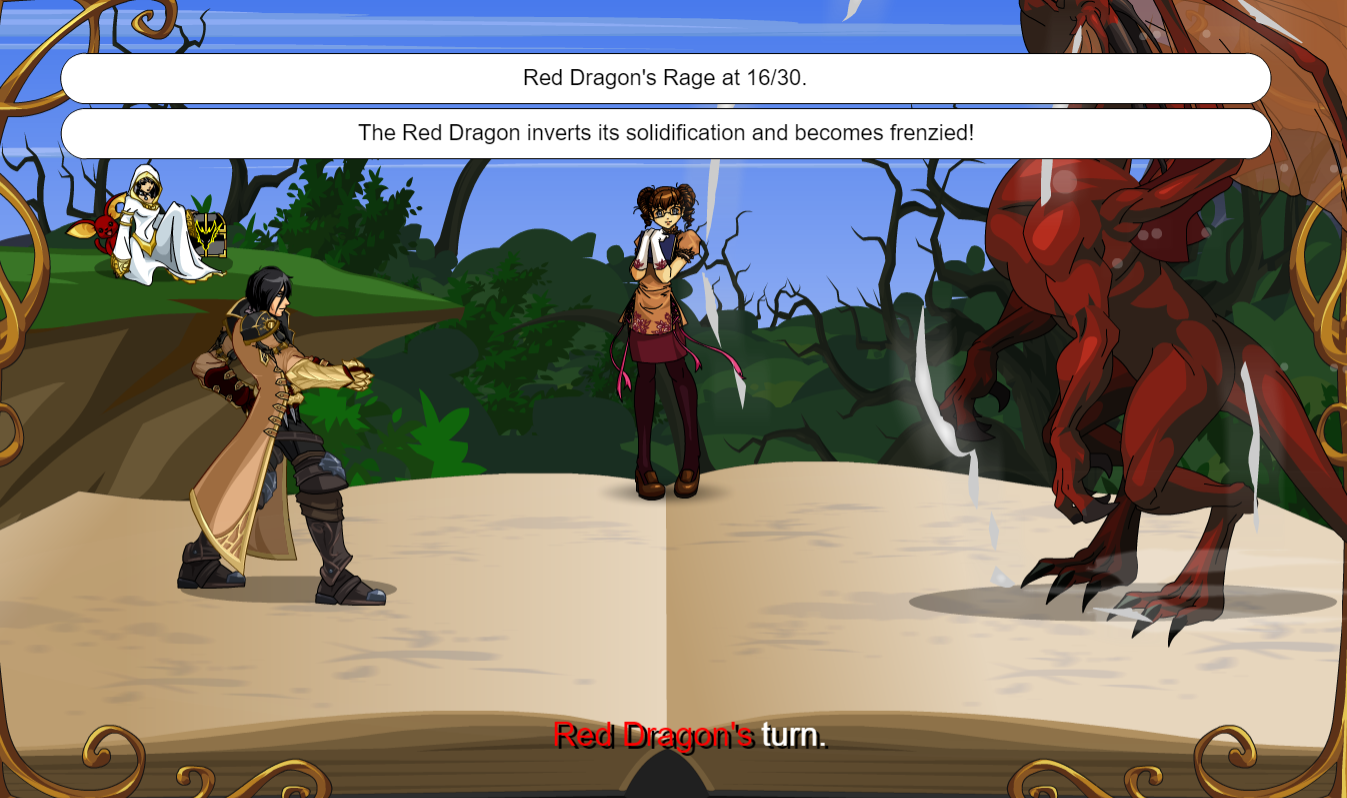 Red Dragon's Rage at 16/30.
The Red Dragon inverts its solidification and becomes frenzied!
Red Dragon's turn.